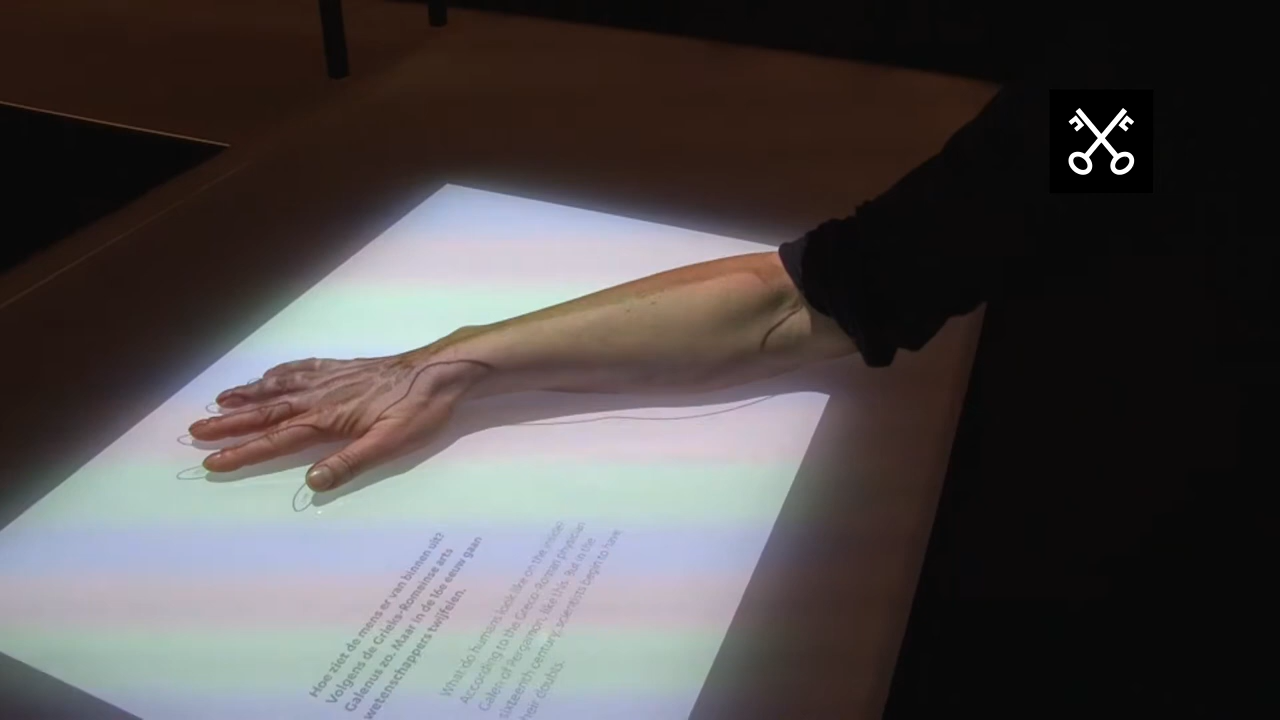 Hoe ziet de mens er van binnen uit?
Volgens de Grieks-Romeinse arts
Galenus zo. Maar in de 16e eeuw gaan
wetenschappers twijfelen.
What do humans look like on the inside?
According to the Greco-Roman physician
Galen of Pergamon, like this. But in the
sixteenth century, scientists begin to have
their doubts.